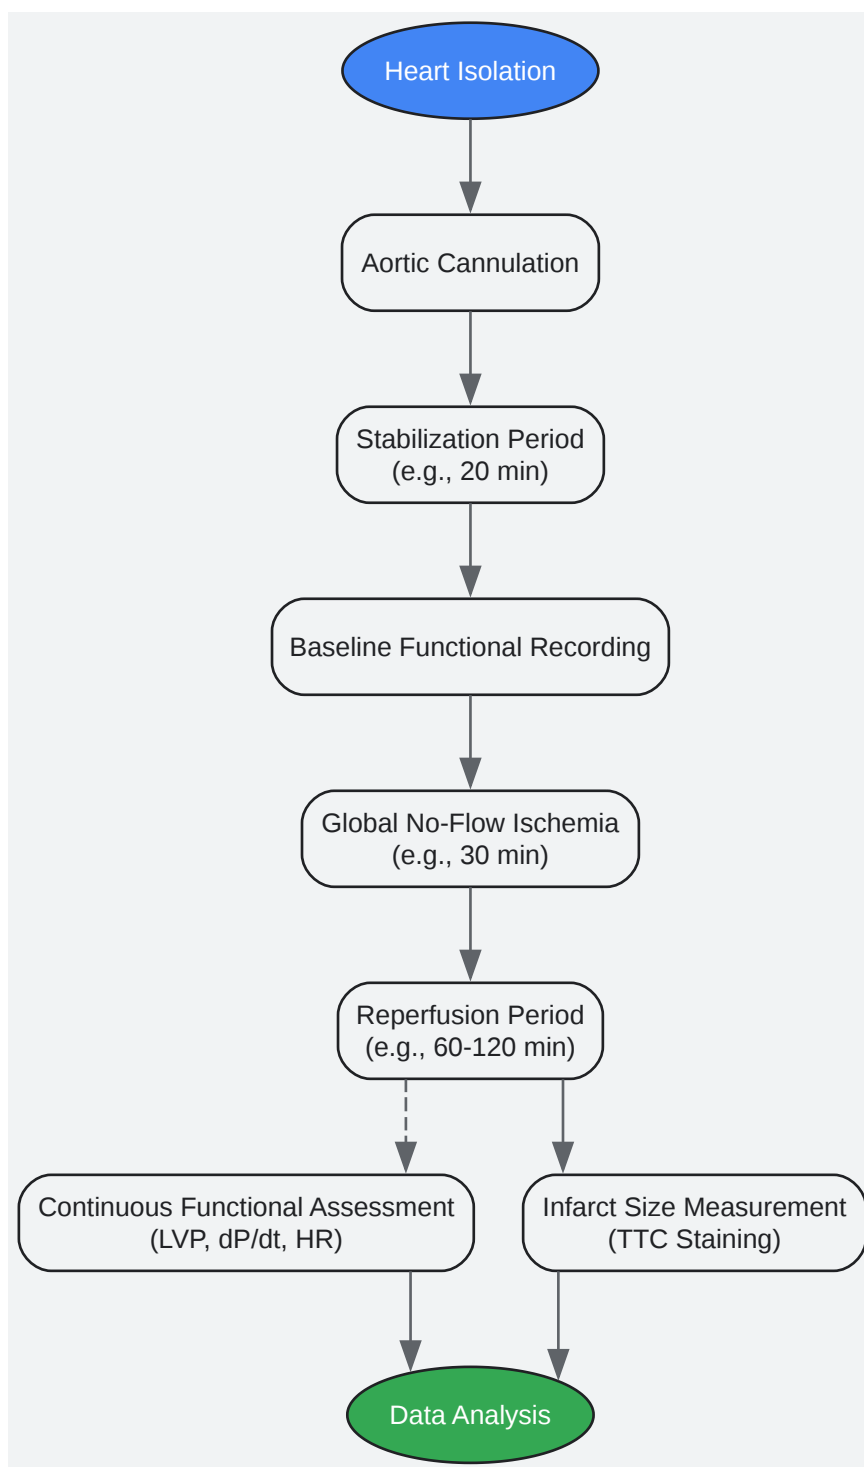 Heart Isolation
Aortic Cannulation
Stabilization Period
(e.g., 20 min)
Baseline Functional Recording
Global No-Flow Ischemia
(e.g., 30 min)
Reperfusion Period
(e.g., 60-120 min)
Continuous Functional Assessment
(LVP, dP/dt, HR)
Infarct Size Measurement
(TTC Staining)
Data Analysis